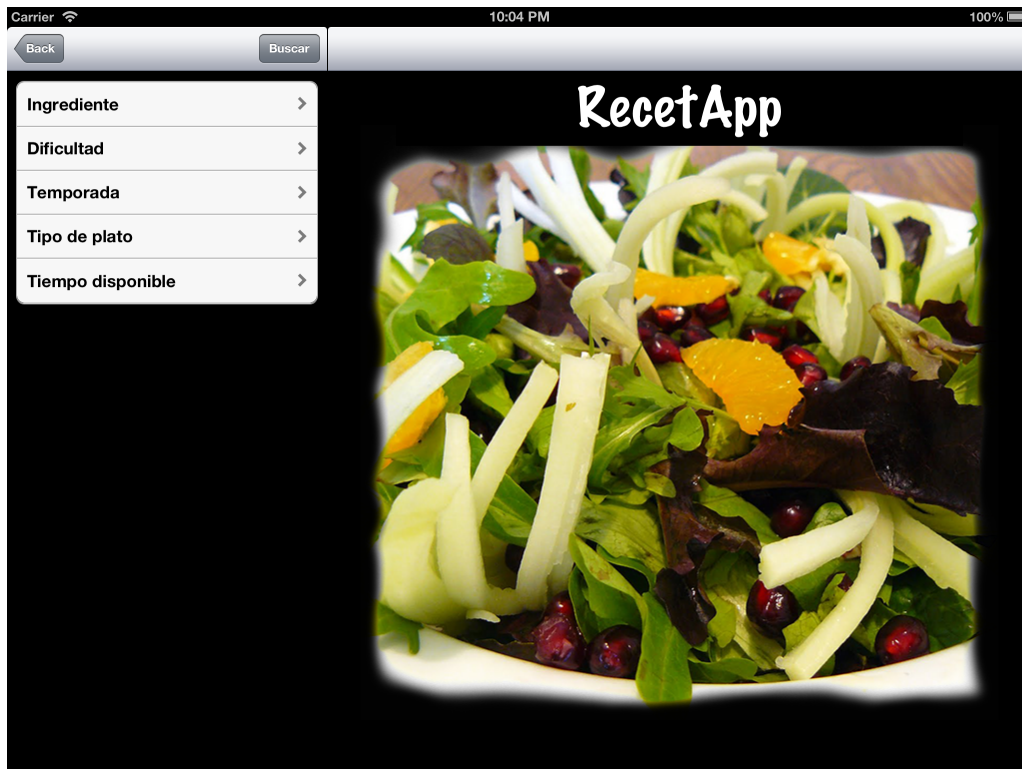 Carrier 10:04 PM 100%
Back Buscar
RecetApp
Ingrediente
Dificultad
Temporada
Tipo de plato
Tiempo disponible